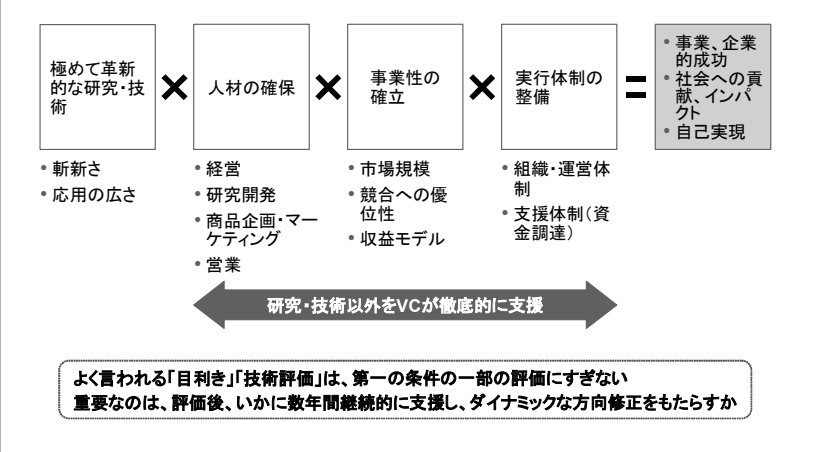 極めて革新
的な研究・技
術
×
人材の確保
×
事業性の
確立
×
実行体制の
整備
=
• 事業、企業
的成功
• 社会への貢
献、インパ
クト
• 自己実現
• 斬新さ
• 応用の広さ
• 経営
• 研究開発
• 商品企画・マー
ケティング
• 営業
• 市場規模
• 競合への優
位性
• 収益モデル
• 組織・運営体
制
• 支援体制(資
金調達)
研究・技術以外をVCが徹底的に支援
よく言われる「目利き」「技術評価」は、第一の条件の一部の評価にすぎない
重要なのは、評価後、いかに数年間継続的に支援し、ダイナミックな方向修正をもたらすか